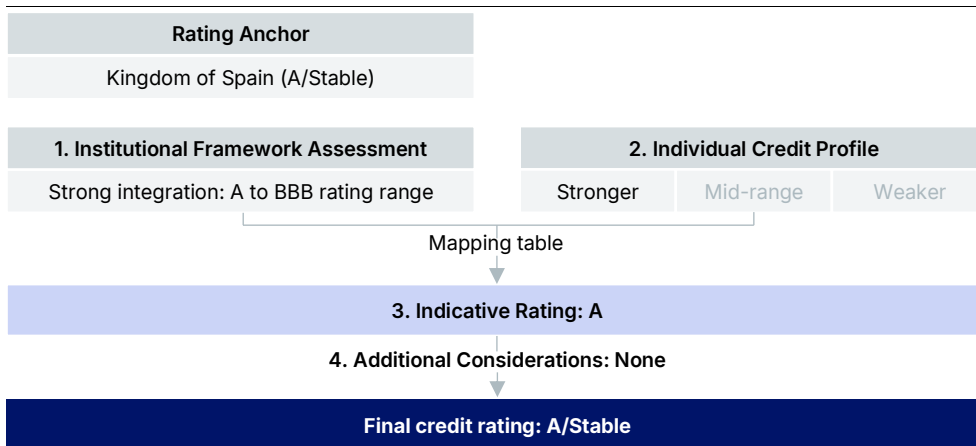 Rating Anchor
Kingdom of Spain (A/Stable)
1. Institutional Framework Assessment
Strong integration: A to BBB rating range
2. Individual Credit Profile
Stronger
Mid-range
Weaker
Mapping table
3. Indicative Rating: A
4. Additional Considerations: None
Final credit rating: A/Stable